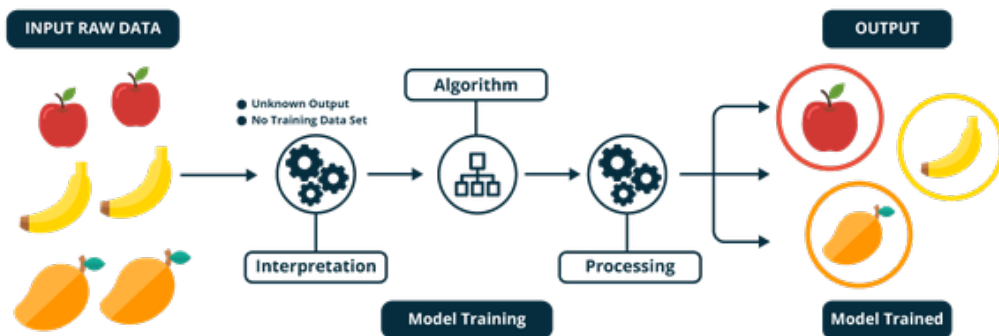 INPUT RAW DATA
OUTPUT
Algorithm
● Unknown Output
● No Training Data Set
Interpretation
Processing
Model Training
Model Trained